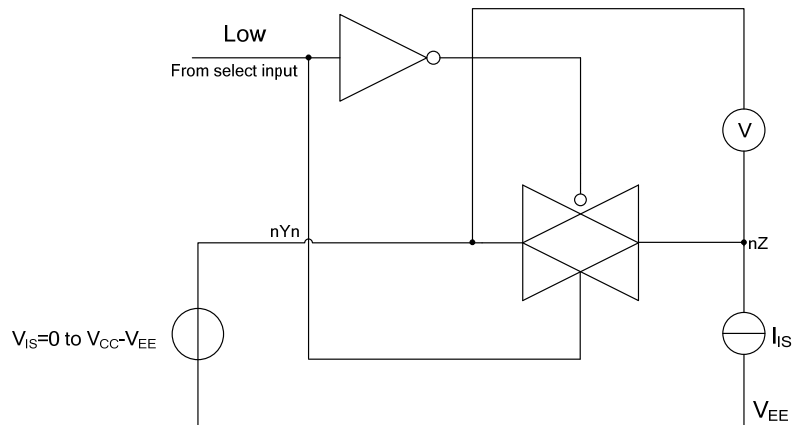 Low
From select input
V
nYn
nZ
V_IS=0 to V_CC-V_EE
I_IS
V_EE